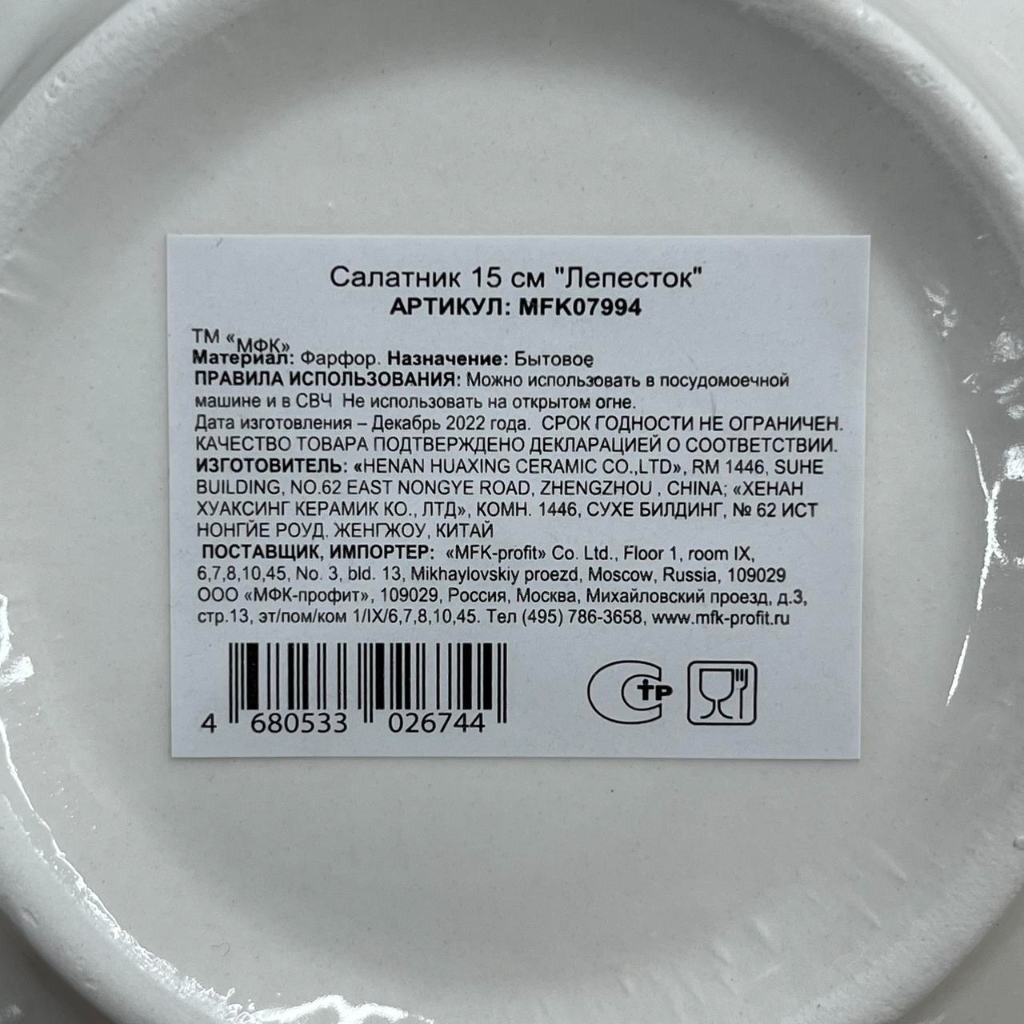 Салатник 15 см "Лепесток"
АРТИКУЛ: MFK07994
ТМ «МФК»
Материал: Фарфор. Назначение: Бытовое
ПРАВИЛА ИСПОЛЬЗОВАНИЯ: Можно использовать в посудомоечной
машине и в СВЧ Не использовать на открытом огне.
Дата изготовления – Декабрь 2022 года. СРОК ГОДНОСТИ НЕ ОГРАНИЧЕН.
КАЧЕСТВО ТОВАРА ПОДТВЕРЖДЕНО ДЕКЛАРАЦИЕЙ О СООТВЕТСТВИИ.
ИЗГОТОВИТЕЛЬ: «HENAN HUAXING CERAMIC CO.,LTD», RM 1446, SUHE
BUILDING, NO.62 EAST NONGYE ROAD, ZHENGZHOU , CHINA; «ХЕНАН
ХУАКСИНГ КЕРАМИК КО., ЛТД», КОМН. 1446, СУХЕ БИЛДИНГ, № 62 ИСТ
НОНГЙЕ РОУД. ЖЕНГЖОУ, КИТАЙ
ПОСТАВЩИК, ИМПОРТЕР: «MFK-profit» Co. Ltd., Floor 1, room IX,
6,7,8,10,45, No. 3, bld. 13, Mikhaylovskiy proezd, Moscow, Russia, 109029
ООО «МФК-профит», 109029, Россия, Москва, Михайловский проезд, д.3,
стр.13, эт/пом/ком 1/IX/6,7,8,10,45. Тел (495) 786-3658, www.mfk-profit.ru
4 680533 026744
Стр